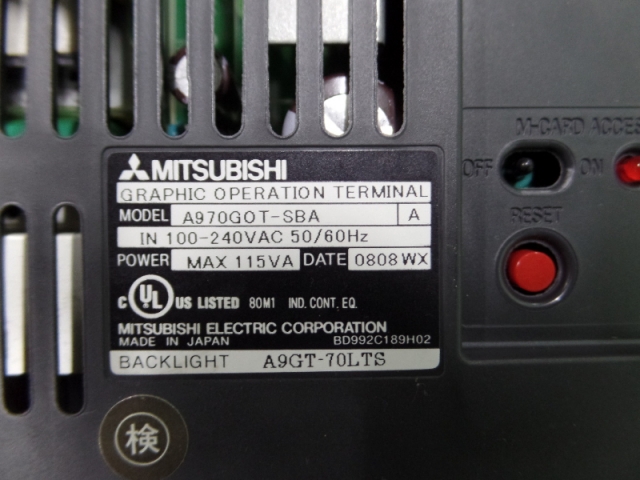 MITSUBISHI
GRAPHIC OPERATION TERMINAL
MODEL A970GOT-SBA A
IN 100-240VAC 50/60Hz
POWER MAX 115VA DATE 0808 WX
c UL US LISTED 80M1 IND. CONT. EQ.
MITSUBISHI ELECTRIC CORPORATION
MADE IN JAPAN BD992C189H02
BACKLIGHT A9GT-70LTS
検
M-CARD ACCES
OFF ON
RESET